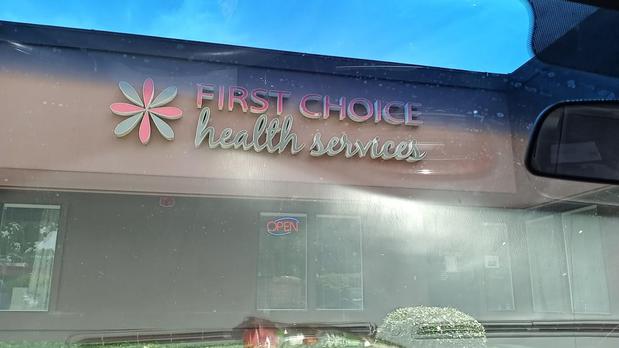 FIRST CHOICE
health services
OPEN